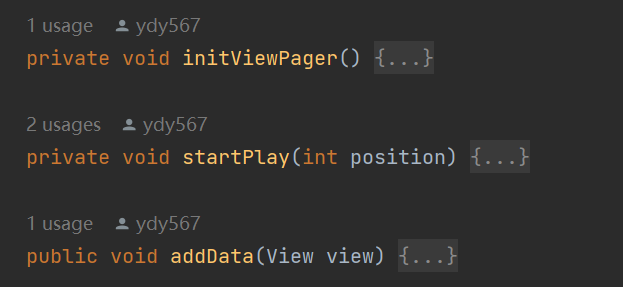 1 usage ydy567
private void initViewPager() {...}
2 usages ydy567
private void startPlay(int position) {...}
1 usage ydy567
public void addData(View view) {...}